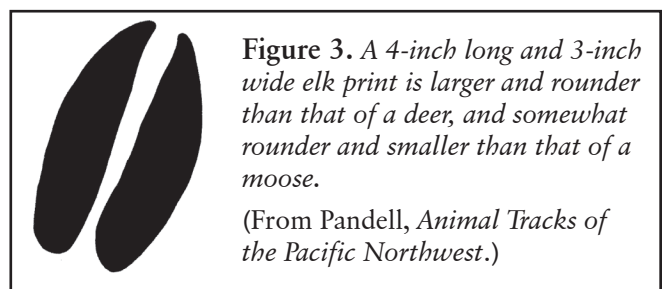 Figure 3. A 4-inch long and 3-inch
wide elk print is larger and rounder
than that of a deer, and somewhat
rounder and smaller than that of a
moose.
(From Pandell, Animal Tracks of
the Pacific Northwest.)